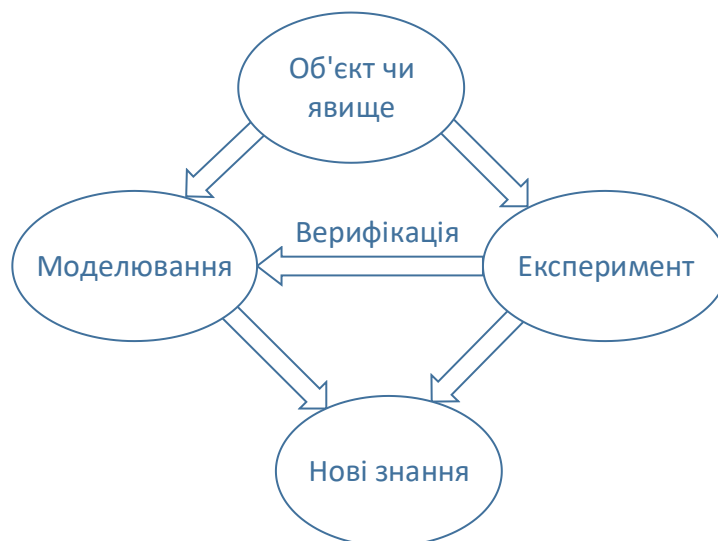 Об'єкт чи
явище
Верифікація
Моделювання
Експеримент
Нові знання